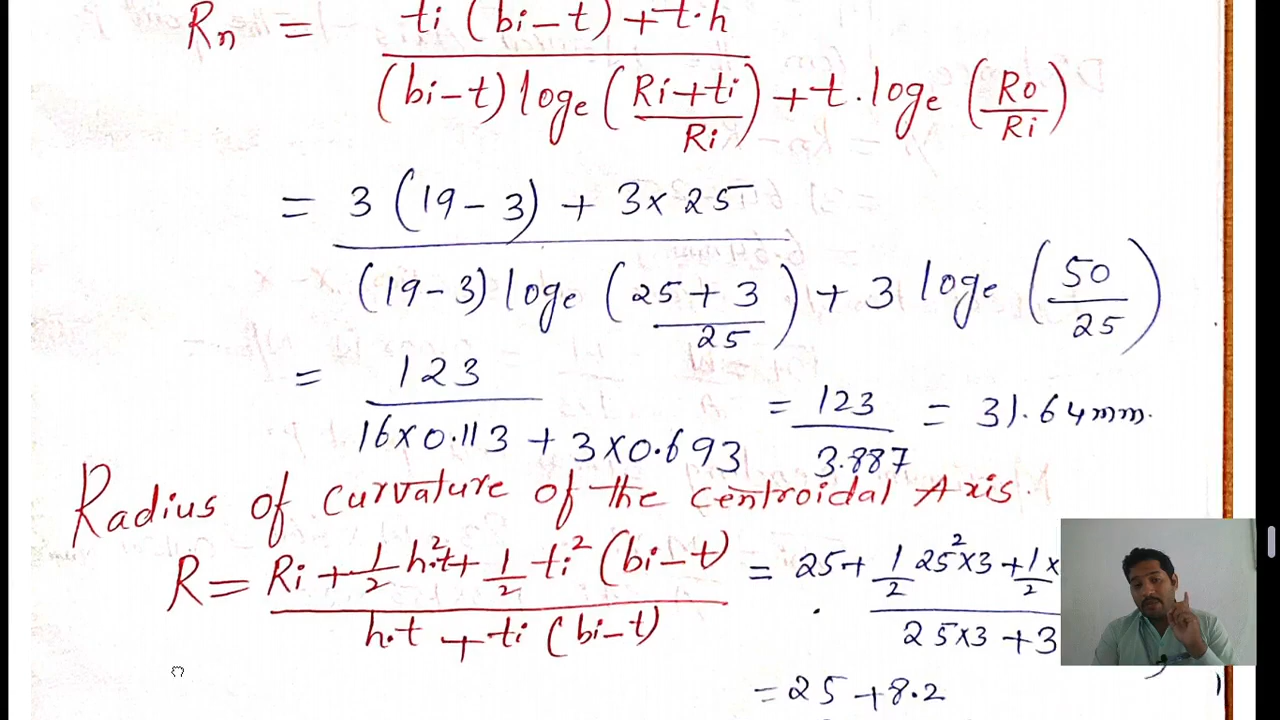 Rn = ti (bi-t) + t.h / (bi-t) loge (Ri+ti / Ri) + t. loge (Ro / Ri)
= 3 (19-3) + 3×25 / (19-3) loge (25+3 / 25) + 3 loge (50 / 25)
= 123 / 16×0.113 + 3×0.693 = 123 / 3.887 = 31.64mm.
Radius of curvature of the centroidal Axis.
R = Ri + 1/2 h².t + 1/2 ti² (bi-t) / h.t + ti (bi-t) = 25 + 1/2 25²×3 + 1/2 × / 25×3 + 3
= 25 + 8.2